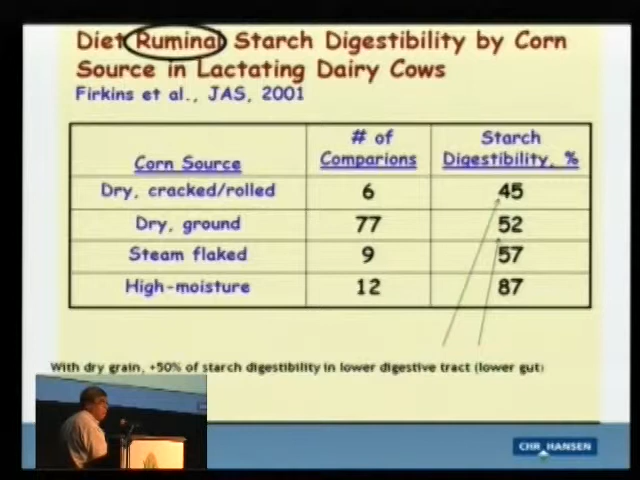 Diet Ruminal Starch Digestibility by Corn
Source in Lactating Dairy Cows
Firkins et al., JAS, 2001
Corn Source # of Comparions Starch Digestibility, %
Dry, cracked/rolled 6 45
Dry, ground 77 52
Steam flaked 9 57
High-moisture 12 87
With dry grain, +50% of starch digestibility in lower digestive tract (lower gut)
CHR HANSEN